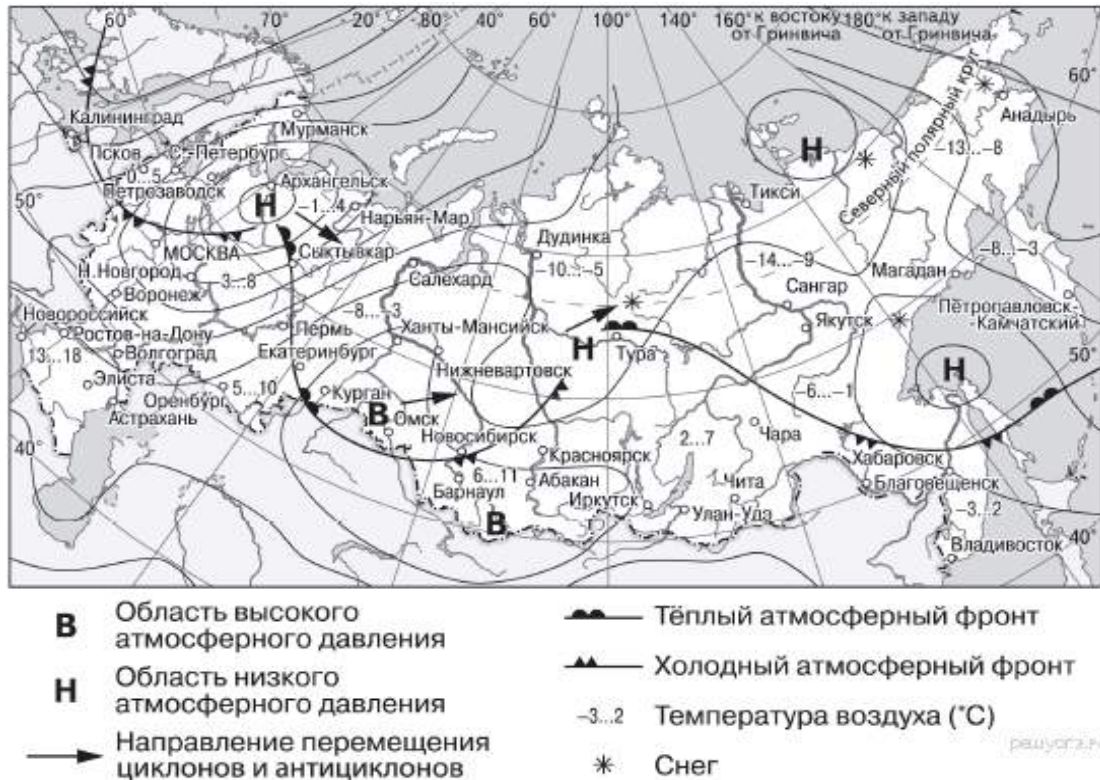 60° 70° 20° 80° 40° 60° 100° 140° 160° к востоку от Гринвича 180° к западу от Гринвича
60°
Калининград
Мурманск
Анадырь
Северный полярный круг
Псков
С.-Петербург
0...5
–13...–8
Н
Петрозаводск
Архангельск
50°
Н
–1...4
Нарьян-Мар
Тикси
МОСКВА
Сыктывкар
Дудинка
–8...–3
Н.Новгород
–3...8
Салехард
–10...–5
–14...–9
Магадан
Воронеж
Сангар
Петропавловск-
Камчатский
Новороссийск
–8...–3
Ростов-на-Дону
Пермь
Ханты-Мансийск
Якутск
13...18
Волгоград
Екатеринбург
Н
Тура
50°
Нижневартовск
Н
Элиста
5...10
Курган
–6...–1
Оренбург
В
Астрахань
Омск
2...7
Чара
Новосибирск
40°
Красноярск
Хабаровск
6...11
Барнаул
Абакан
Чита
Благовещенск
Иркутск
В
Улан-Удэ
–3...2
40°
Владивосток
В Область высокого
атмосферного давления
Н Область низкого
атмосферного давления
Направление перемещения
циклонов и антициклонов
Тёплый атмосферный фронт
Холодный атмосферный фронт
–3...2 Температура воздуха (°С)
Снег